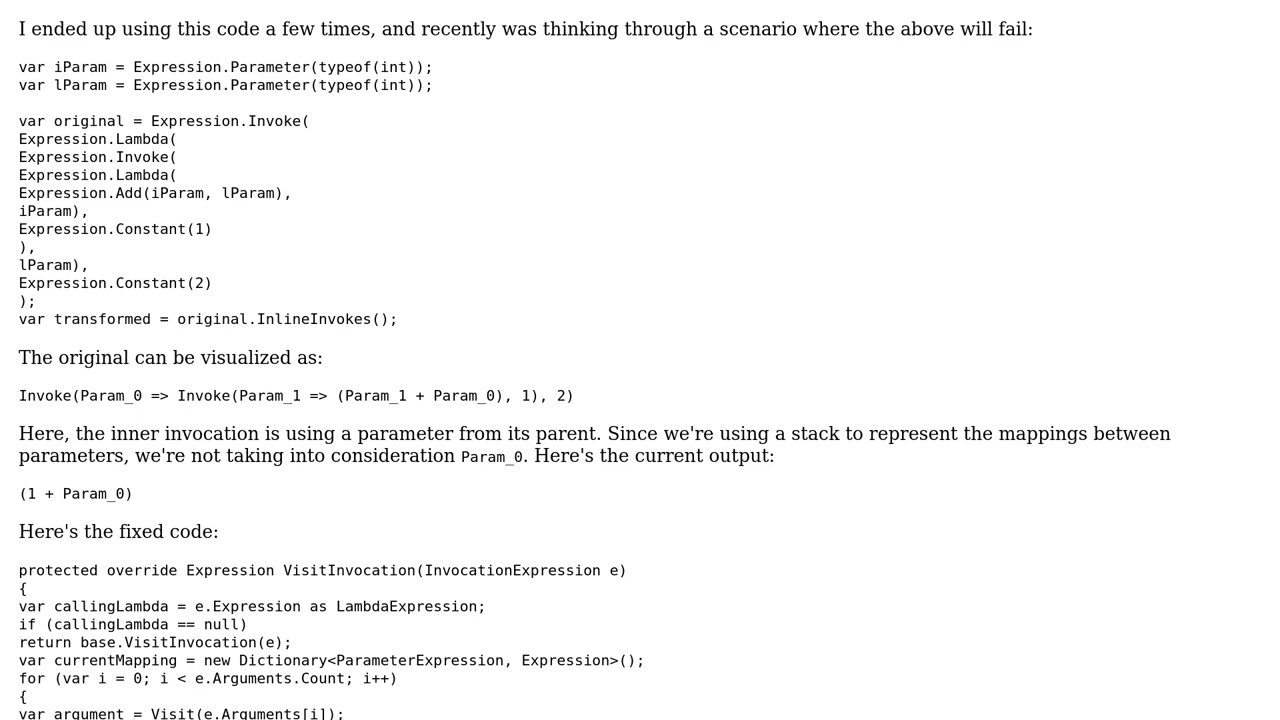 I ended up using this code a few times, and recently was thinking through a scenario where the above will fail:
var iParam = Expression.Parameter(typeof(int));
var lParam = Expression.Parameter(typeof(int));
var original = Expression.Invoke(
Expression.Lambda(
Expression.Invoke(
Expression.Lambda(
Expression.Add(iParam, lParam),
iParam),
Expression.Constant(1)
),
lParam),
Expression.Constant(2)
);
var transformed = original.InlineInvokes();
The original can be visualized as:
Invoke(Param_0 => Invoke(Param_1 => (Param_1 + Param_0), 1), 2)
Here, the inner invocation is using a parameter from its parent. Since we're using a stack to represent the mappings between
parameters, we're not taking into consideration Param_0. Here's the current output:
(1 + Param_0)
Here's the fixed code:
protected override Expression VisitInvocation(InvocationExpression e)
{
var callingLambda = e.Expression as LambdaExpression;
if (callingLambda == null)
return base.VisitInvocation(e);
var currentMapping = new Dictionary<ParameterExpression, Expression>();
for (var i = 0; i < e.Arguments.Count; i++)
{
var argument = Visit(e.Arguments[i]);